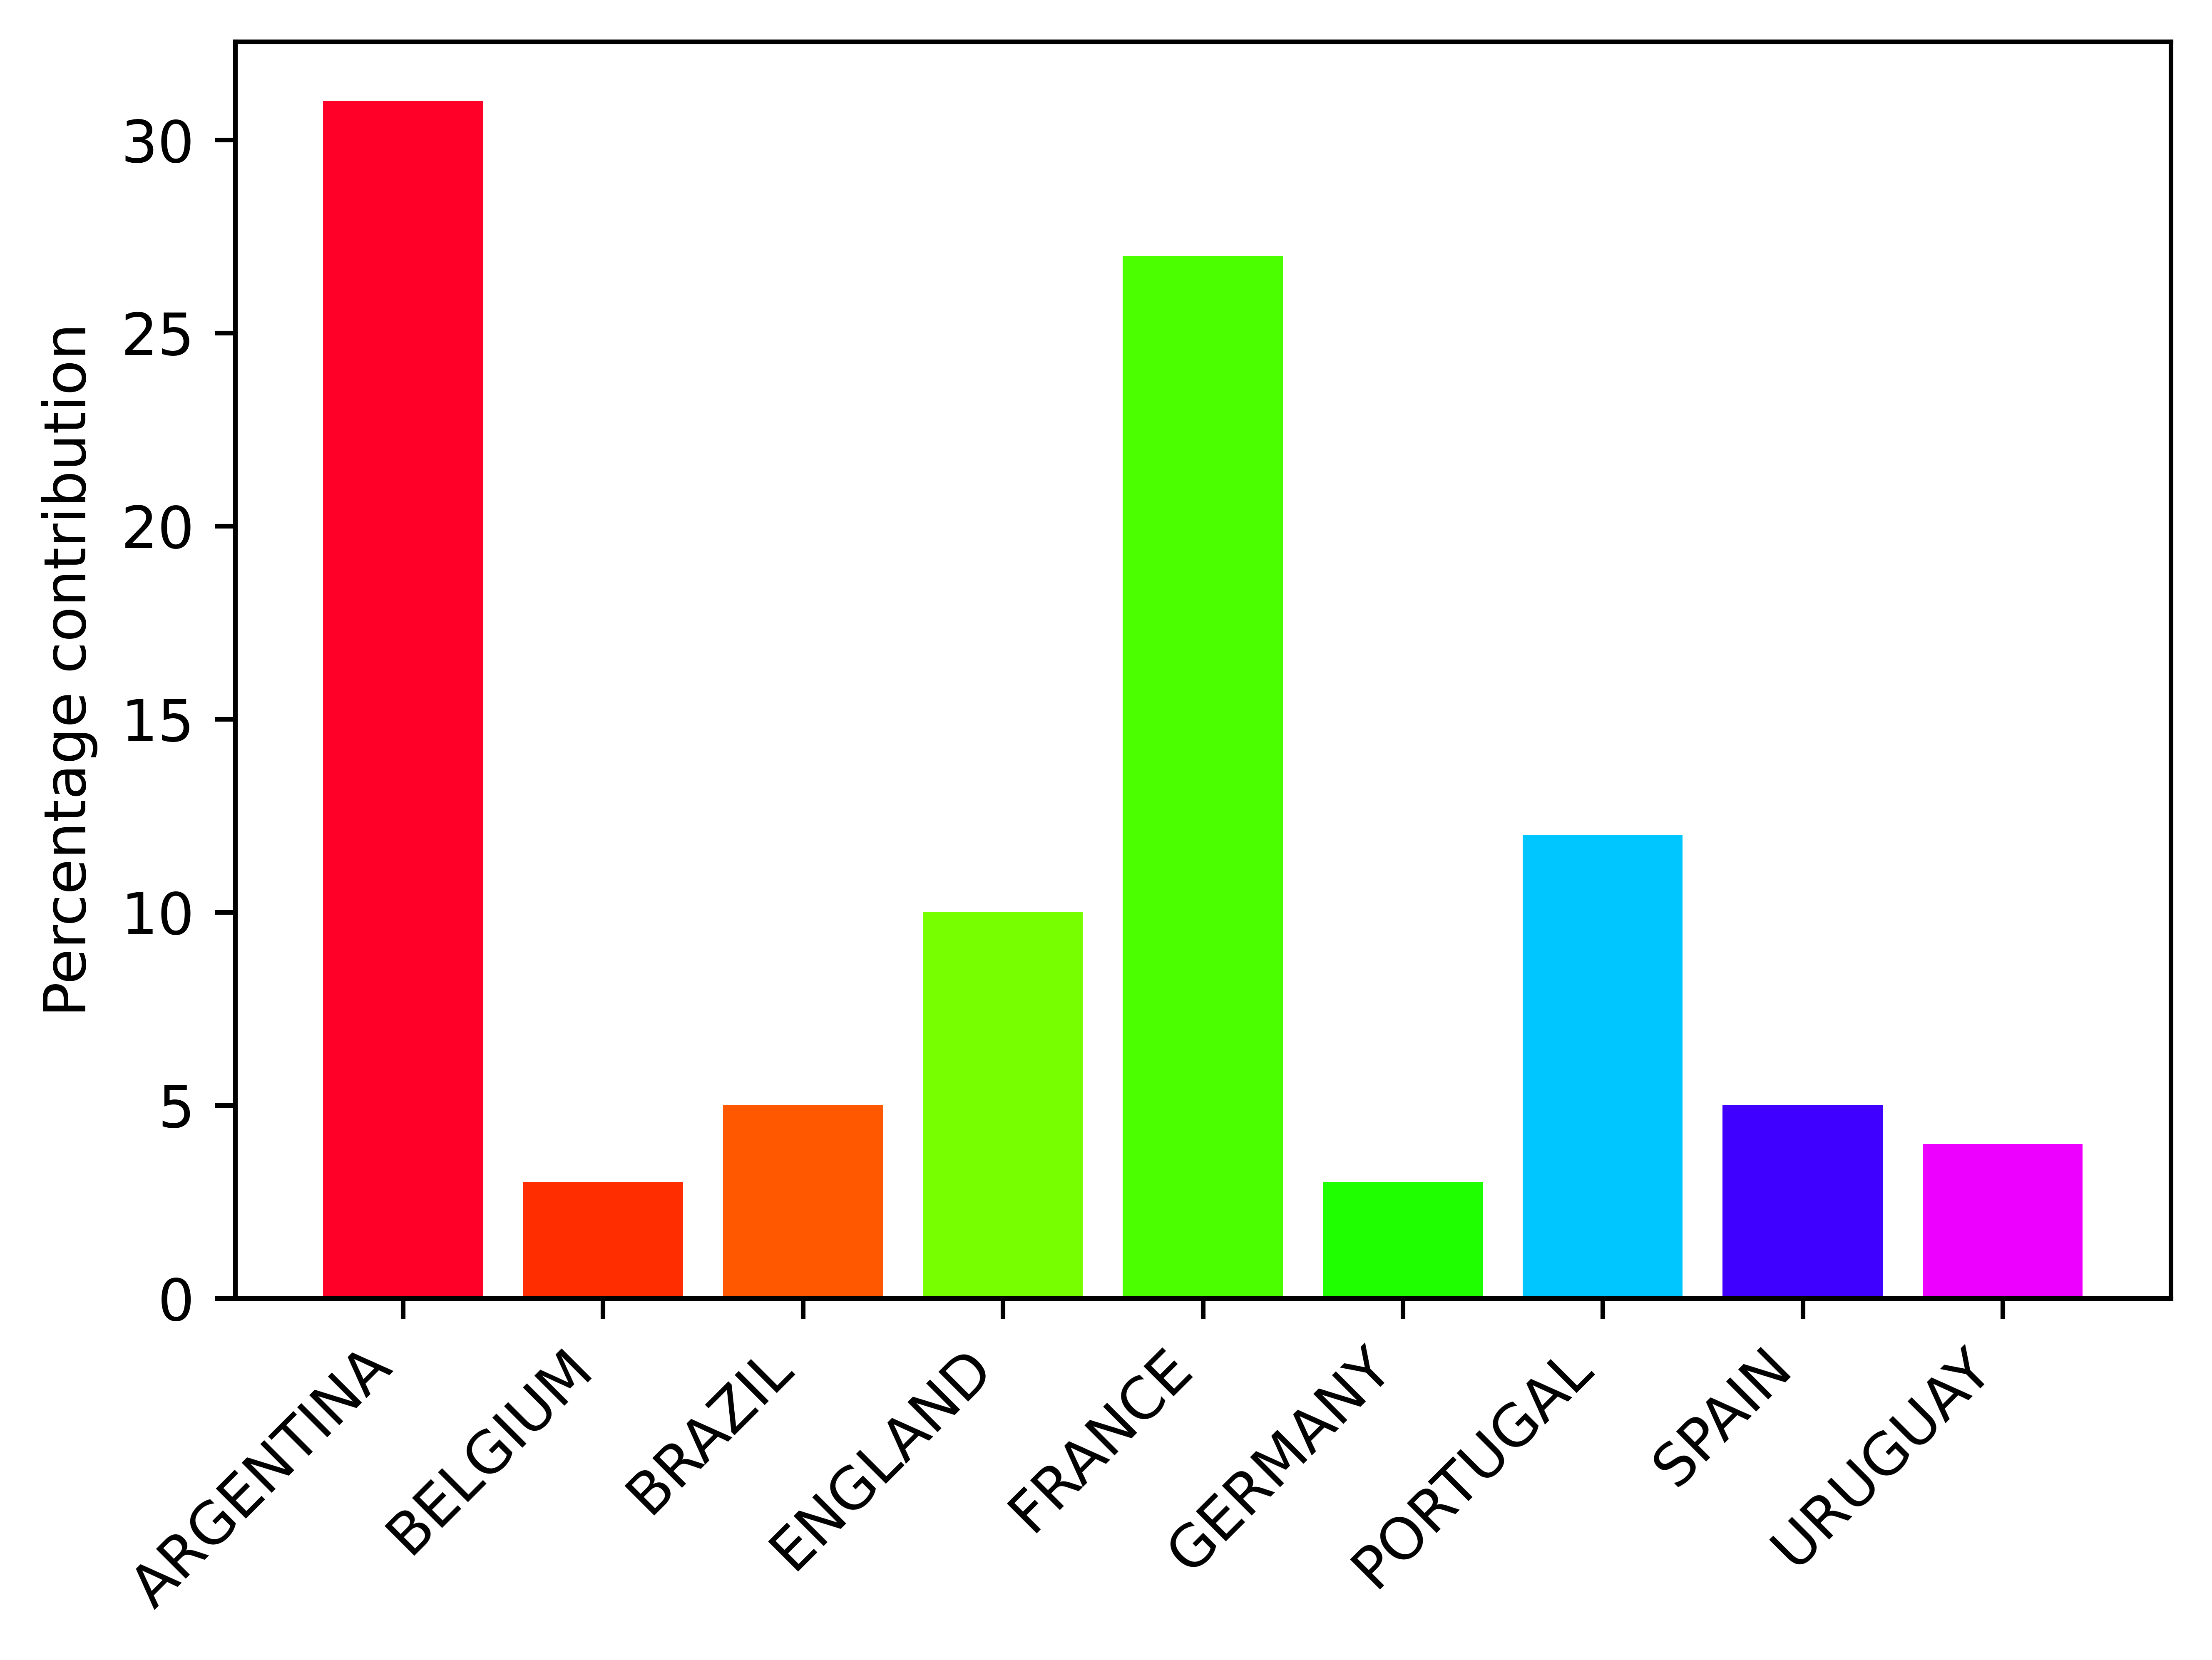 Percentage contribution
30
25
20
15
10
5
0
ARGENTINA
BELGIUM
BRAZIL
ENGLAND
FRANCE
GERMANY
PORTUGAL
SPAIN
URUGUAY